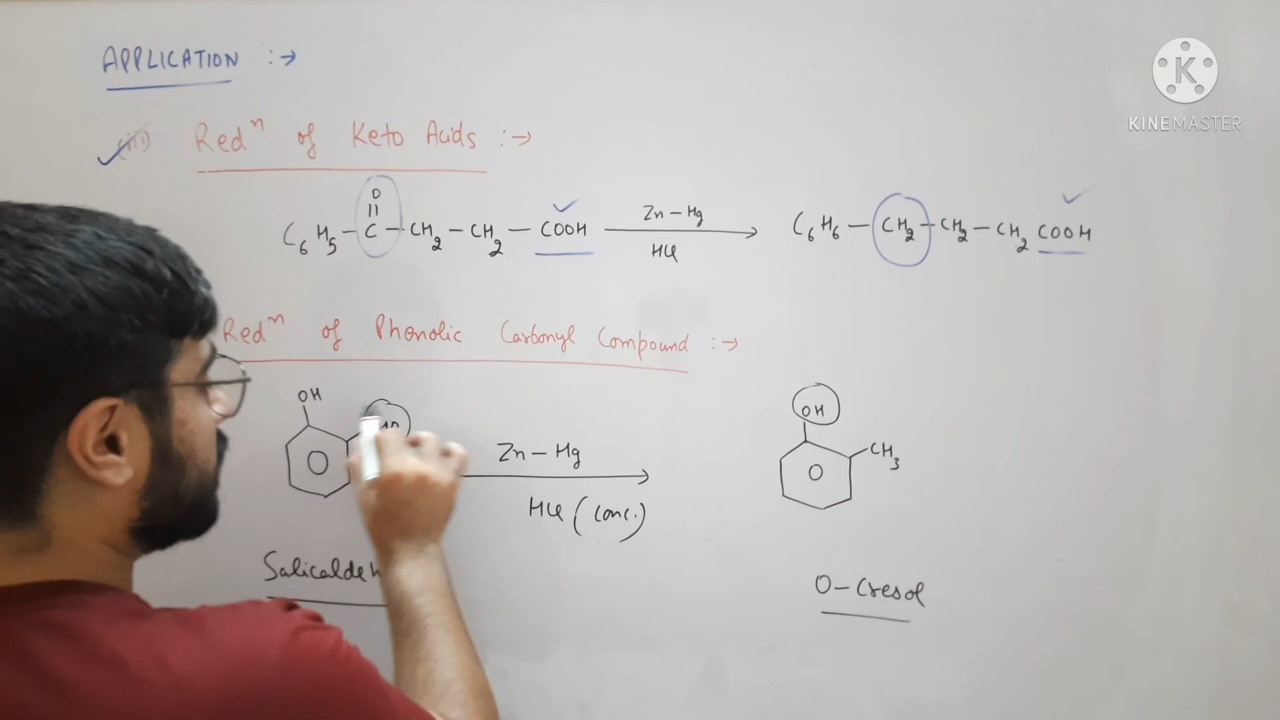 APPLICATION :→
(iii) Redⁿ of Keto Acids :→
O
C₆H₅ – C – CH₂ – CH₂ – COOH
Zn – Hg
HCl
C₆H₆ – CH₂ – CH₂ – CH₂ COOH
Redⁿ of Phenolic Carbonyl Compound :→
OH
Zn – Hg
HCl (conc.)
OH
CH₃
O – Cresol
KINEMASTER